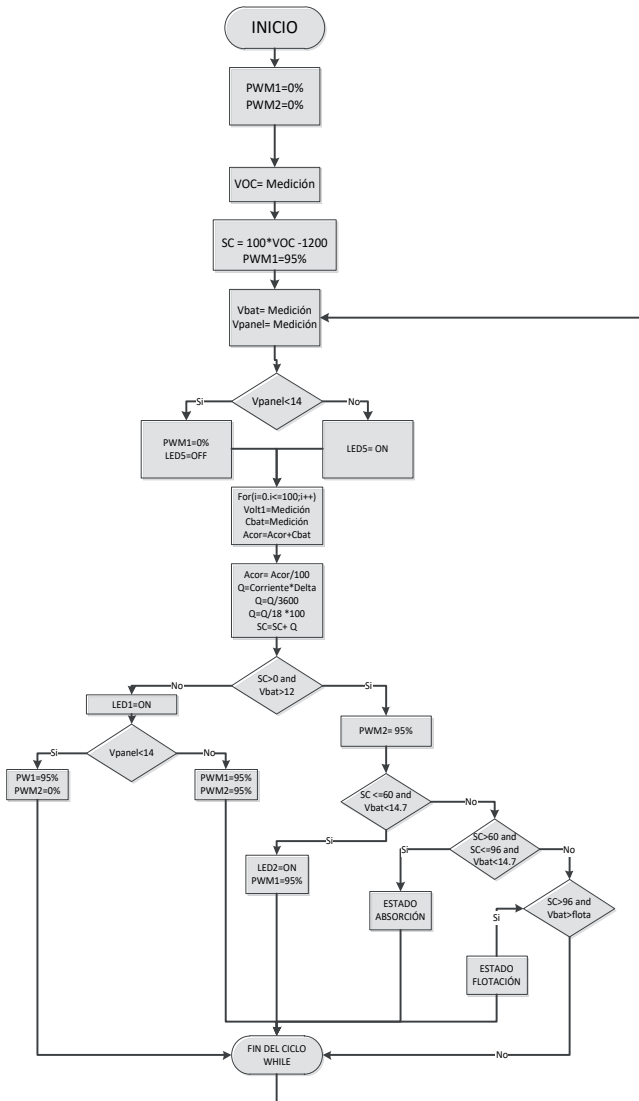 INICIO
PWM1=0%
PWM2=0%
VOC= Medición
SC = 100*VOC -1200
PWM1=95%
Vbat= Medición
Vpanel= Medición
Vpanel<14
Si
No
PWM1=0%
LED5=OFF
LED5= ON
For(i=0.i<=100;i++)
Volt1=Medición
Cbat=Medición
Acor=Acor+Cbat
Acor= Acor/100
Q=Corriente*Delta
Q=Q/3600
Q=Q/18 *100
SC=SC+ Q
SC>0 and
Vbat>12
No
Si
LED1=ON
PWM2= 95%
Vpanel<14
Si
No
PW1=95%
PWM2=0%
PWM1=95%
PWM2=95%
SC <=60 and
Vbat<14.7
No
Si
SC>60 and
SC<=96 and
Vbat<14.7
Si
No
LED2=ON
PWM1=95%
ESTADO
ABSORCIÓN
SC>96 and
Vbat>flota
Si
ESTADO
FLOTACIÓN
FIN DEL CICLO
WHILE
No